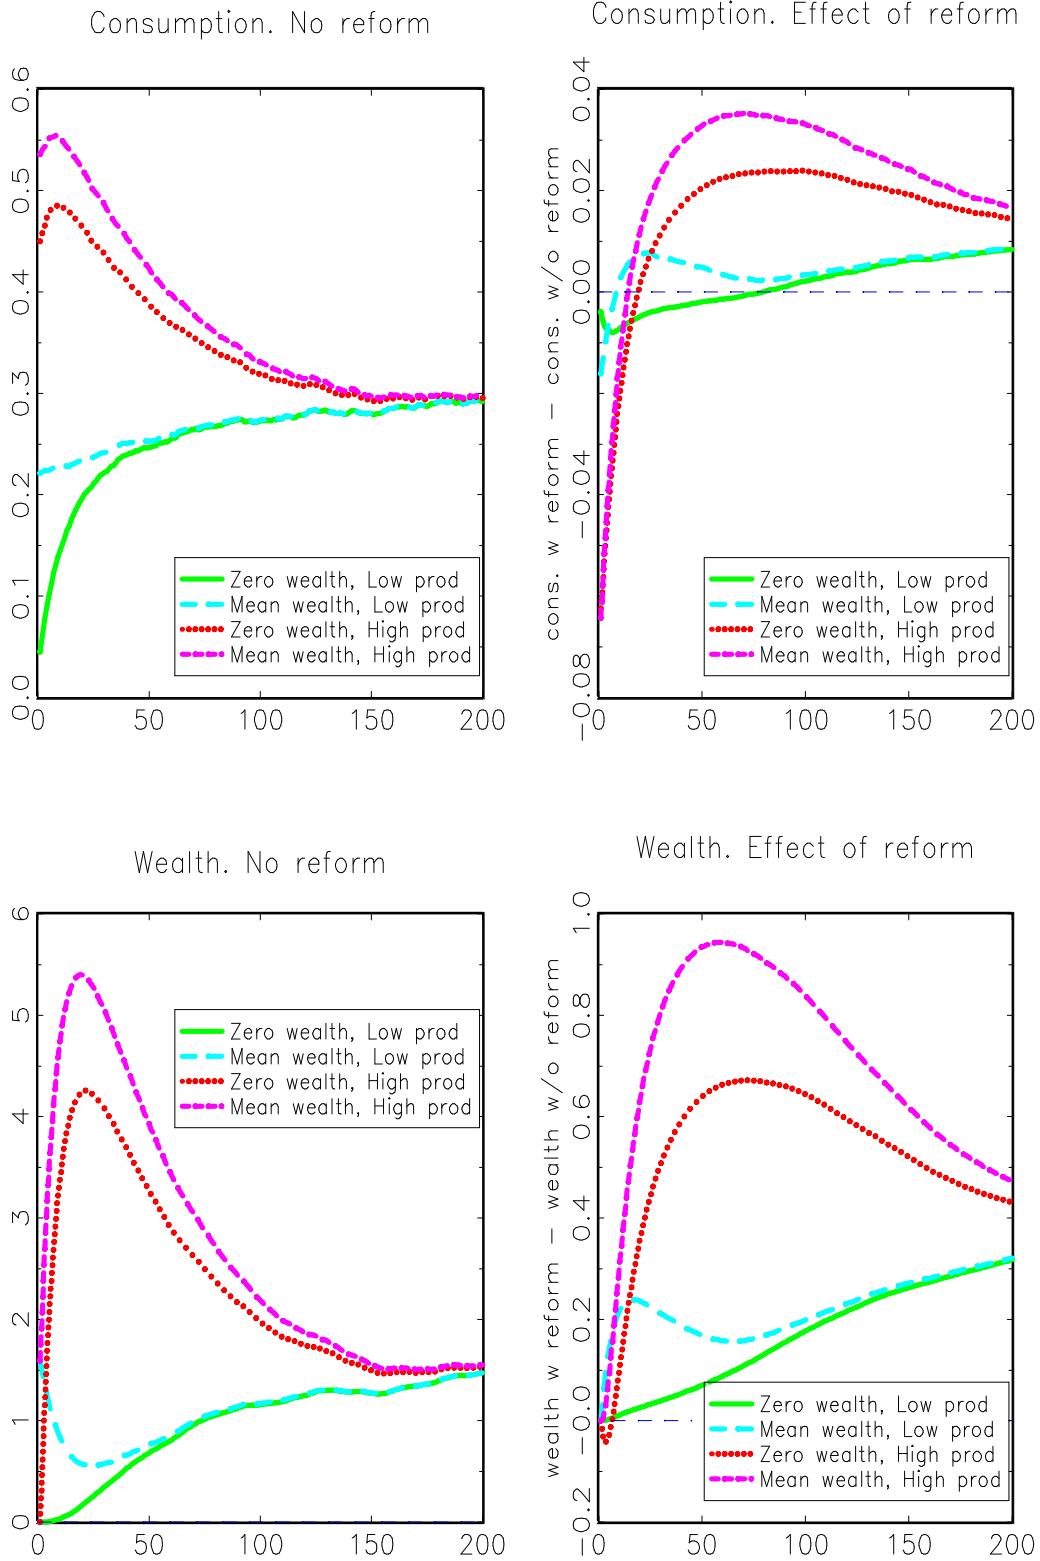 Consumption. No reform
0.0 0.1 0.2 0.3 0.4 0.5 0.6
Zero wealth, Low prod
Mean wealth, Low prod
Zero wealth, High prod
Mean wealth, High prod
0 50 100 150 200
Consumption. Effect of reform
cons. w reform − cons. w/o reform
−0.08 −0.04 0.00 0.02 0.04
Zero wealth, Low prod
Mean wealth, Low prod
Zero wealth, High prod
Mean wealth, High prod
0 50 100 150 200
Wealth. No reform
0 1 2 3 4 5 6
Zero wealth, Low prod
Mean wealth, Low prod
Zero wealth, High prod
Mean wealth, High prod
0 50 100 150 200
Wealth. Effect of reform
wealth w reform − wealth w/o reform
−0.2 −0.0 0.2 0.4 0.6 0.8 1.0
Zero wealth, Low prod
Mean wealth, Low prod
Zero wealth, High prod
Mean wealth, High prod
0 50 100 150 200